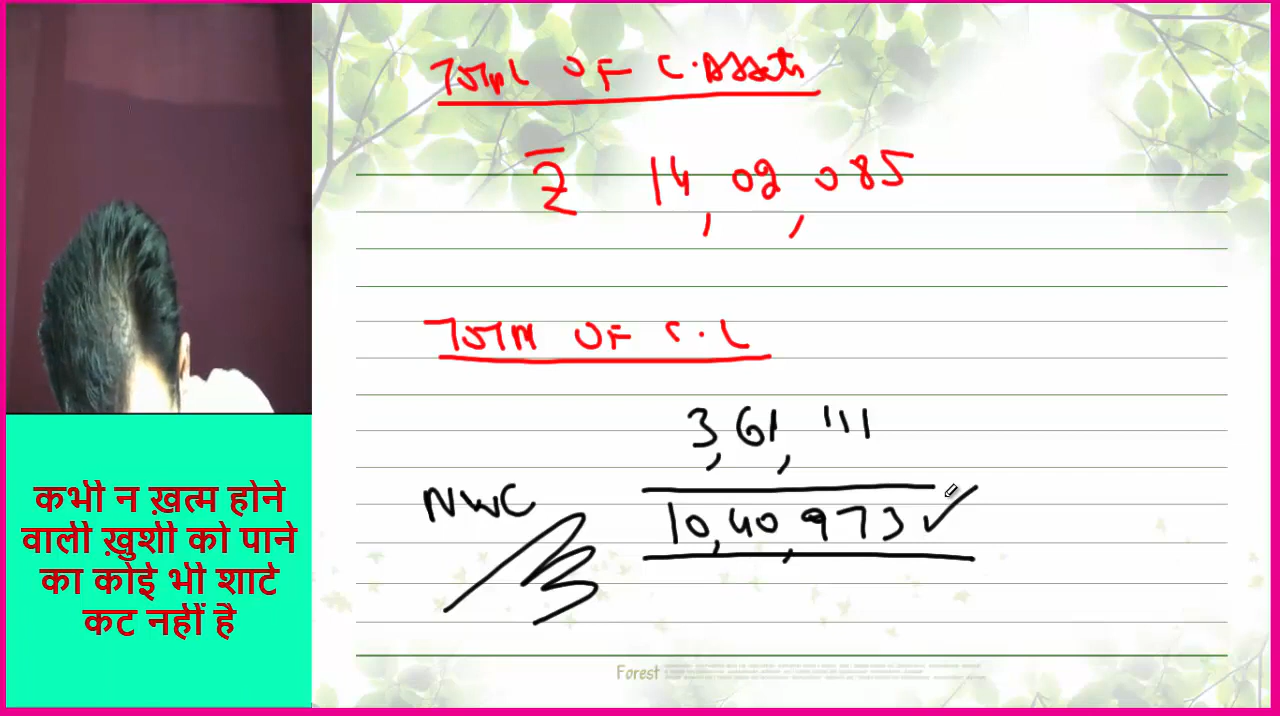 कभी न ख़त्म होने
वाली ख़ुशी को पाने
का कोई भी शार्ट
कट नहीं है
Total OF C. Assets
₹ 14,02,085
Total OF C.L
3,61,111
NWC 10,40,973 ✓
Forest